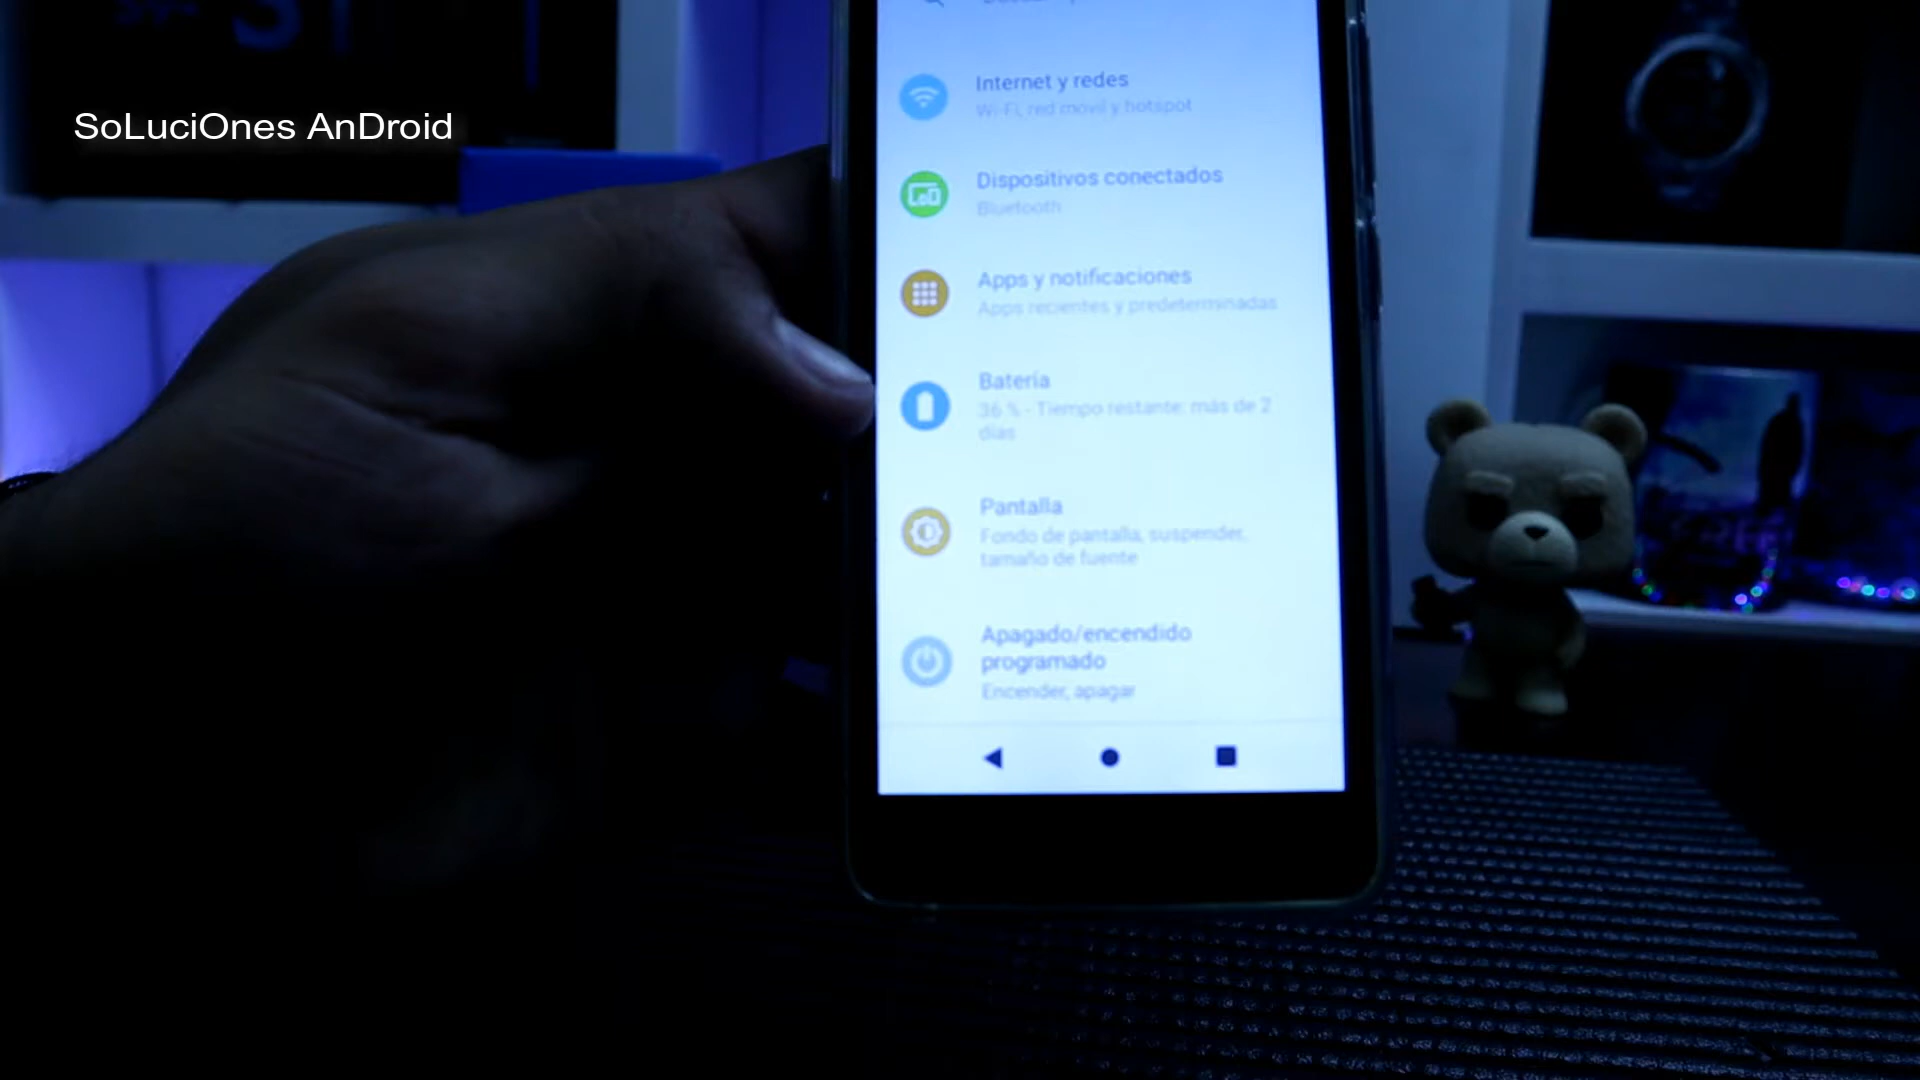 SoLuciOnes AnDroid
Internet y redes
Wi-Fi, red móvil y hotspot
Dispositivos conectados
Bluetooth
Apps y notificaciones
Apps recientes y predeterminadas
Batería
36 % - Tiempo restante: más de 2
días
Pantalla
Fondo de pantalla, suspender,
tamaño de fuente
Apagado/encendido
programado
Encender, apagar